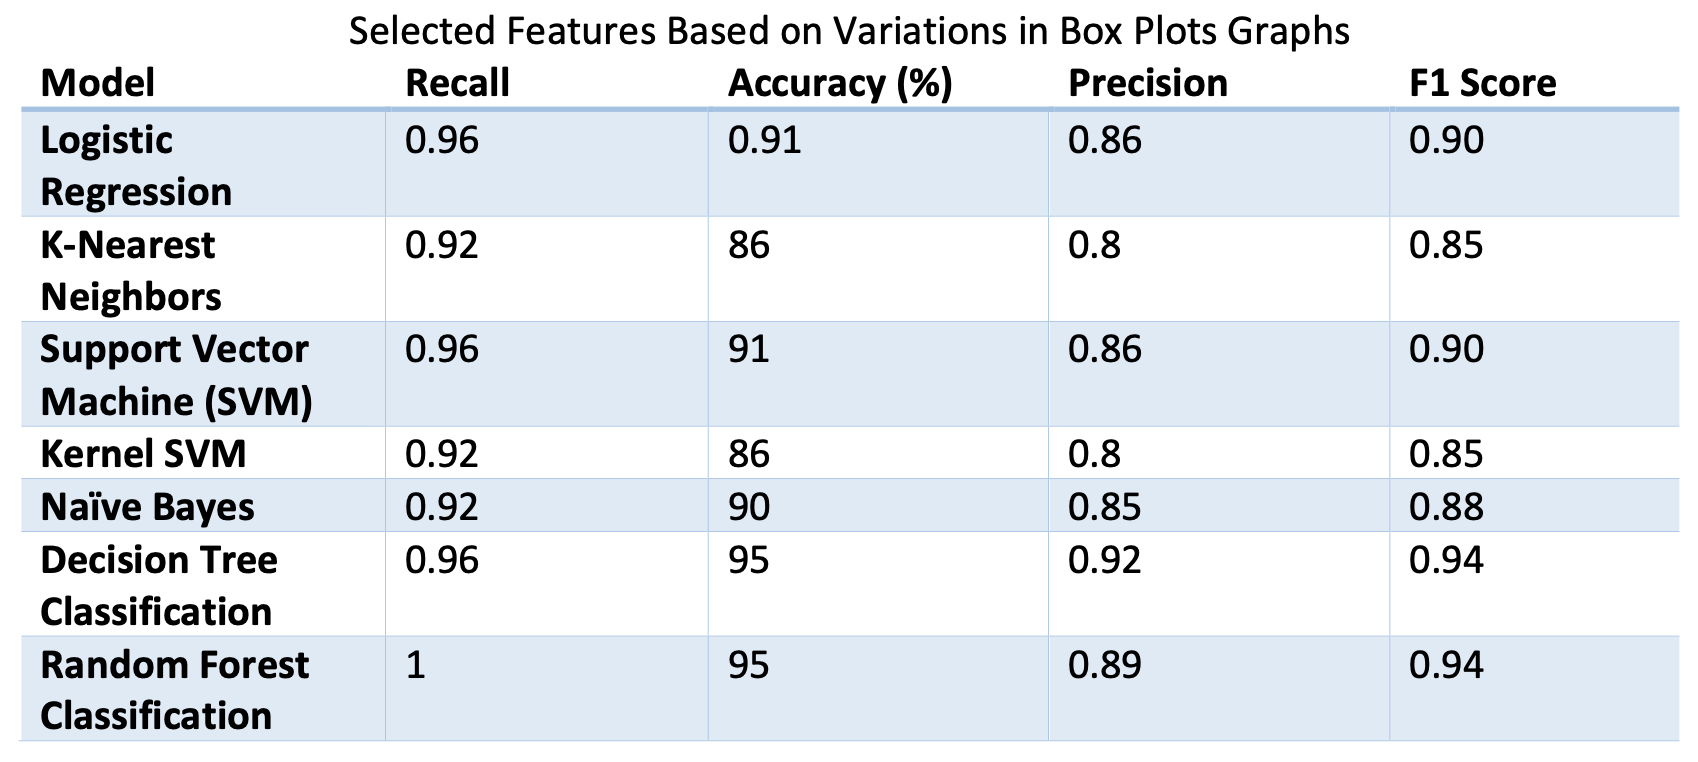 Selected Features Based on Variations in Box Plots Graphs
Model Recall Accuracy (%) Precision F1 Score
Logistic 0.96 0.91 0.86 0.90
Regression
K-Nearest 0.92 86 0.8 0.85
Neighbors
Support Vector 0.96 91 0.86 0.90
Machine (SVM)
Kernel SVM 0.92 86 0.8 0.85
Naïve Bayes 0.92 90 0.85 0.88
Decision Tree 0.96 95 0.92 0.94
Classification
Random Forest 1 95 0.89 0.94
Classification